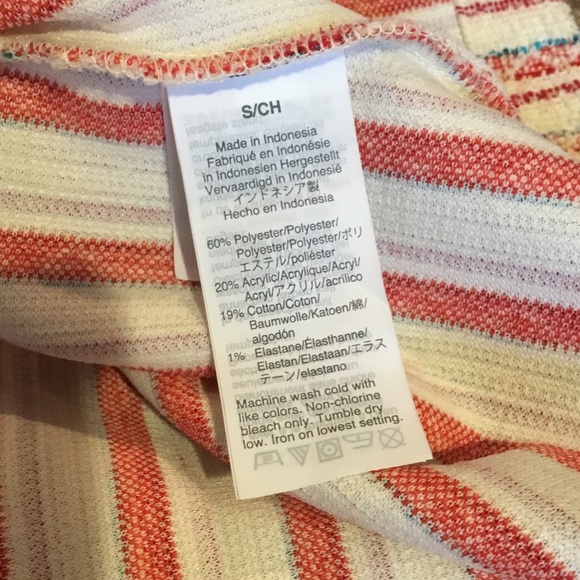 S/CH
Made in Indonesia
Fabriqué en Indonésie
In Indonesien Hergestellt
Vervaardigd in Indonesië
インドネシア製
Hecho en Indonesia
60% Polyester/Polyester/
Polyester/Polyester/ポリ
エステル/poliéster
20% Acrylic/Acrylique/Acryl/
Acryl/アクリル/acrílico
19% Cotton/Coton/
Baumwolle/Katoen/綿/
algodón
1% Elastane/Élasthanne/
Elastan/Elastaan/エラス
テーン/elastano
Machine wash cold with
like colors. Non-chlorine
bleach only. Tumble dry
low. Iron on lowest setting.